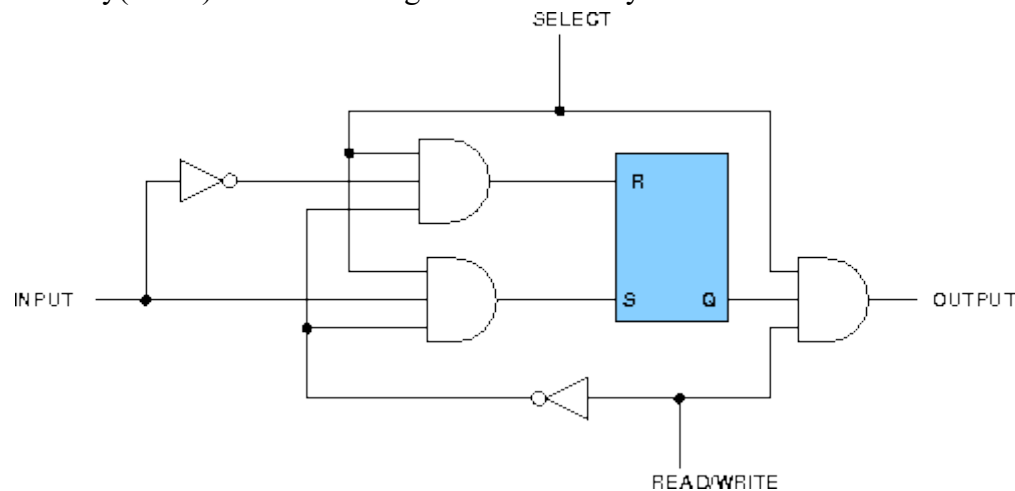 SELECT
R
INPUT
S Q
OUTPUT
READ/WRITE